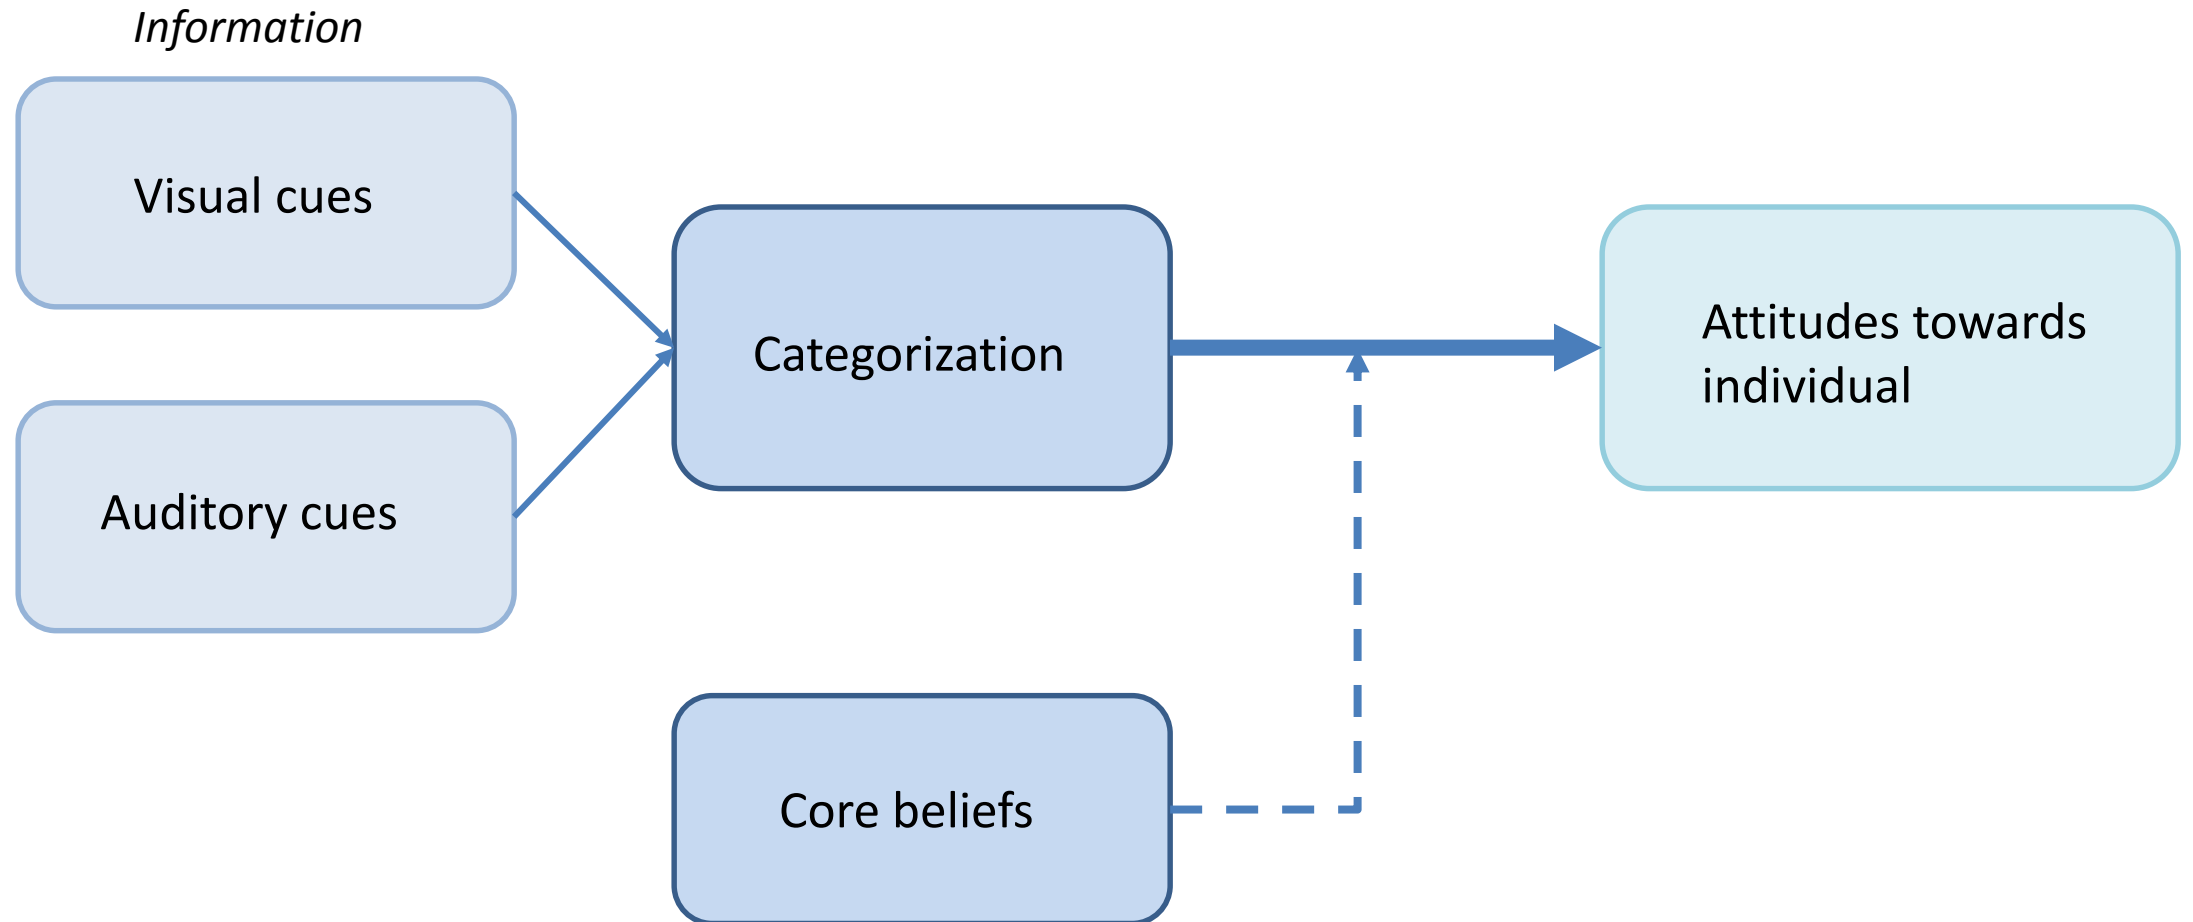 Information
Visual cues
Auditory cues
Categorization
Attitudes towards
individual
Core beliefs